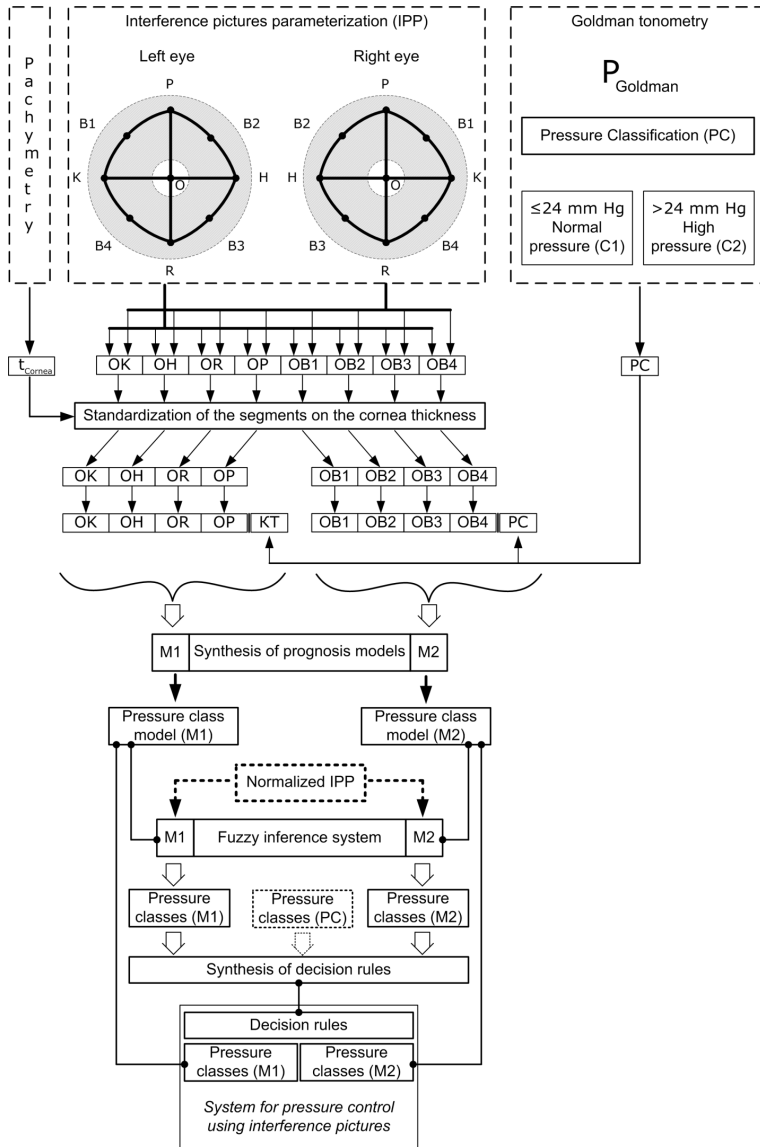 P
a
c
h
y
m
e
t
r
y
Interference pictures parameterization (IPP)
Left eye
Right eye
P
B1
B2
K
O
H
B4
B3
R
P
B2
B1
H
O
K
B3
B4
R
Goldman tonometry
P Goldman
Pressure Classification (PC)
≤24 mm Hg
Normal
pressure (C1)
>24 mm Hg
High
pressure (C2)
tCornea
OK OH OR OP OB1 OB2 OB3 OB4
PC
Standardization of the segments on the cornea thickness
OK OH OR OP
OB1 OB2 OB3 OB4
OK OH OR OP KT
OB1 OB2 OB3 OB4 PC
M1 Synthesis of prognosis models M2
Pressure class
model (M1)
Pressure class
model (M2)
Normalized IPP
M1 Fuzzy inference system M2
Pressure
classes (M1)
Pressure
classes (PC)
Pressure
classes (M2)
Synthesis of decision rules
Decision rules
Pressure
classes (M1)
Pressure
classes (M2)
System for pressure control
using interference pictures